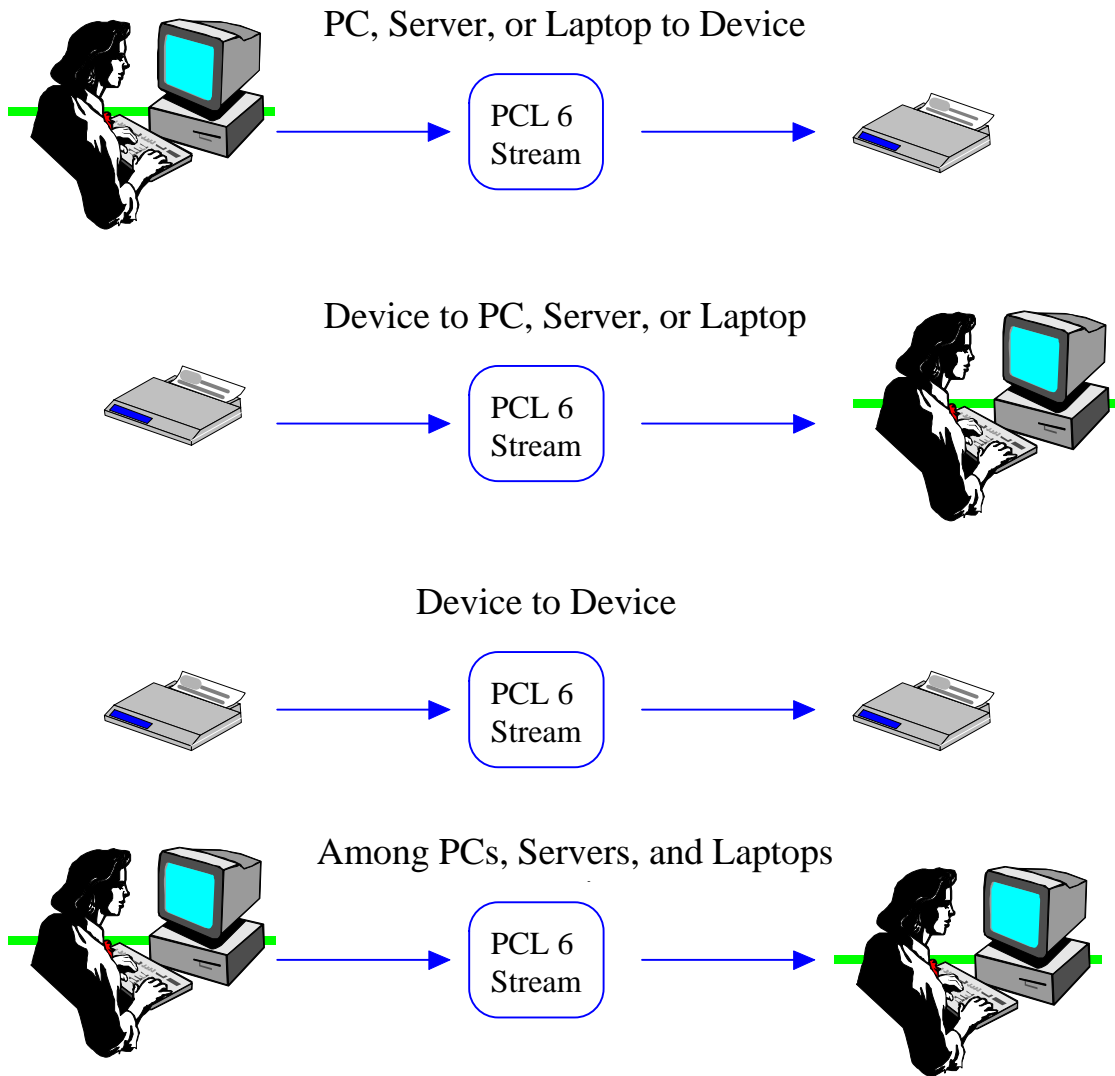 PC, Server, or Laptop to Device
PCL 6
Stream
Device to PC, Server, or Laptop
PCL 6
Stream
Device to Device
PCL 6
Stream
Among PCs, Servers, and Laptops
PCL 6
Stream